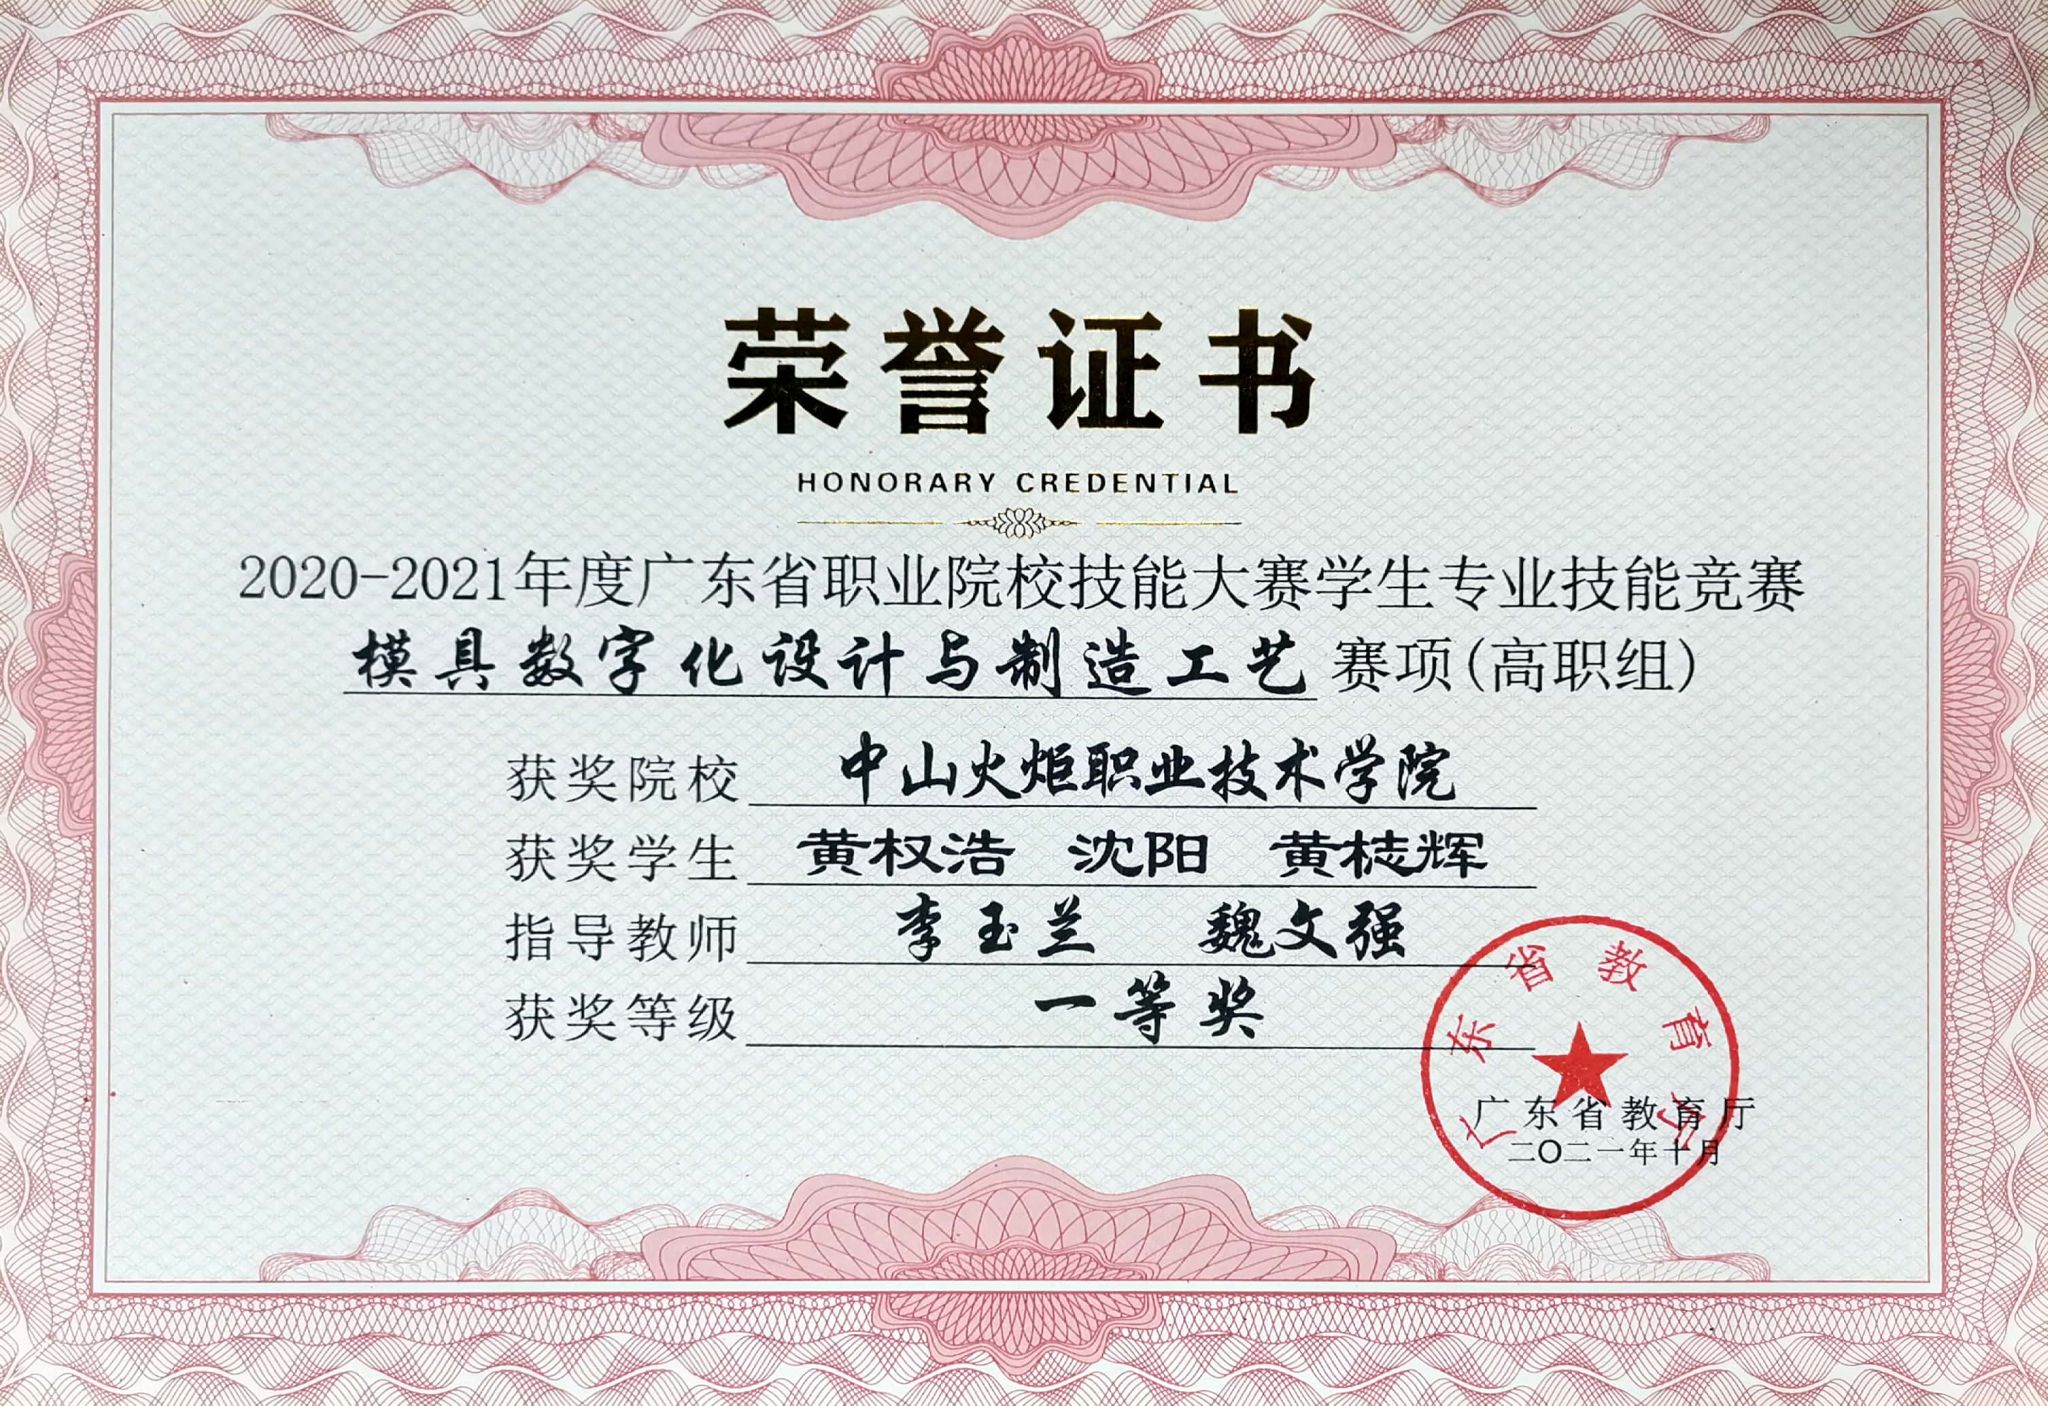 荣誉证书
HONORARY CREDENTIAL
2020-2021年度广东省职业院校技能大赛学生专业技能竞赛
模具数字化设计与制造工艺 赛项(高职组)
获奖院校 中山火炬职业技术学院
获奖学生 黄权浩 沈阳 黄梽辉
指导教师 李玉兰 魏文强
获奖等级 一等奖
广东省教育厅
广东省教育厅
二〇二一年十月